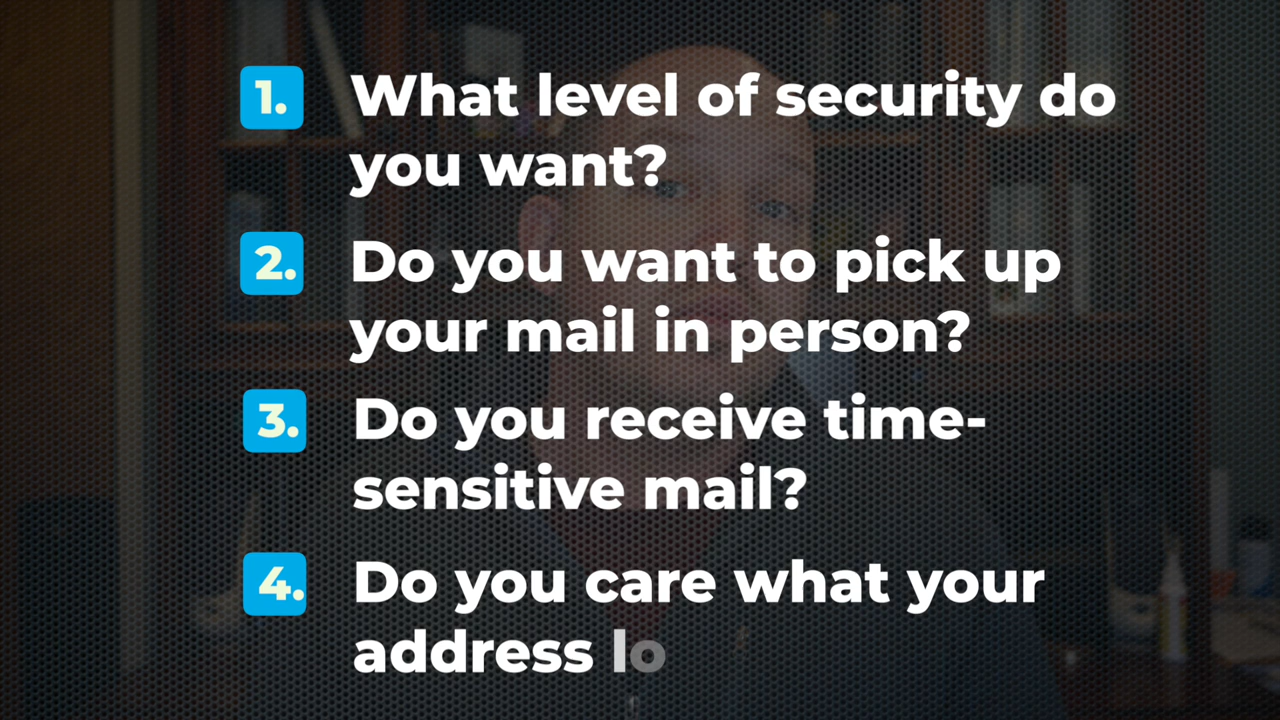 1. What level of security do
you want?
2. Do you want to pick up
your mail in person?
3. Do you receive time-
sensitive mail?
4. Do you care what your
address lo